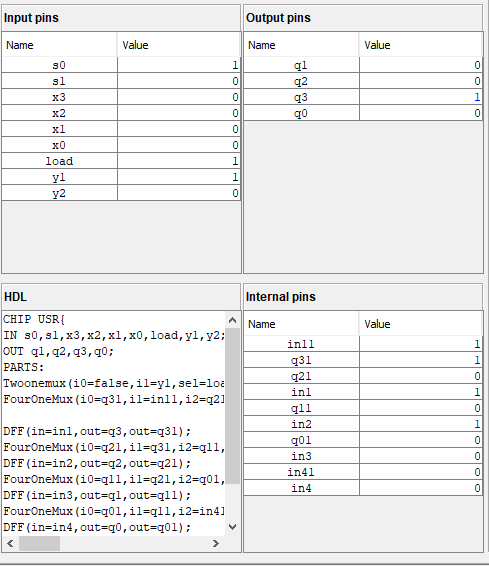 Input pins
Name Value
s0 1
s1 0
x3 0
x2 0
x1 0
x0 0
load 1
y1 1
y2 0
Output pins
Name Value
q1 0
q2 0
q3 1
q0 0
HDL
CHIP USR{
IN s0,s1,x3,x2,x1,x0,load,y1,y2;
OUT q1,q2,q3,q0;
PARTS:
Twoonemux(i0=false,i1=y1,sel=loa
FourOneMux(i0=q31,i1=in11,i2=q21
DFF(in=in1,out=q3,out=q31);
FourOneMux(i0=q21,i1=q31,i2=q11,
DFF(in=in2,out=q2,out=q21);
FourOneMux(i0=q11,i1=q21,i2=q01,
DFF(in=in3,out=q1,out=q11);
FourOneMux(i0=q01,i1=q11,i2=in41
DFF(in=in4,out=q0,out=q01);
Internal pins
Name Value
in11 1
q31 1
q21 0
in1 1
q11 0
in2 1
q01 0
in3 0
in41 0
in4 0